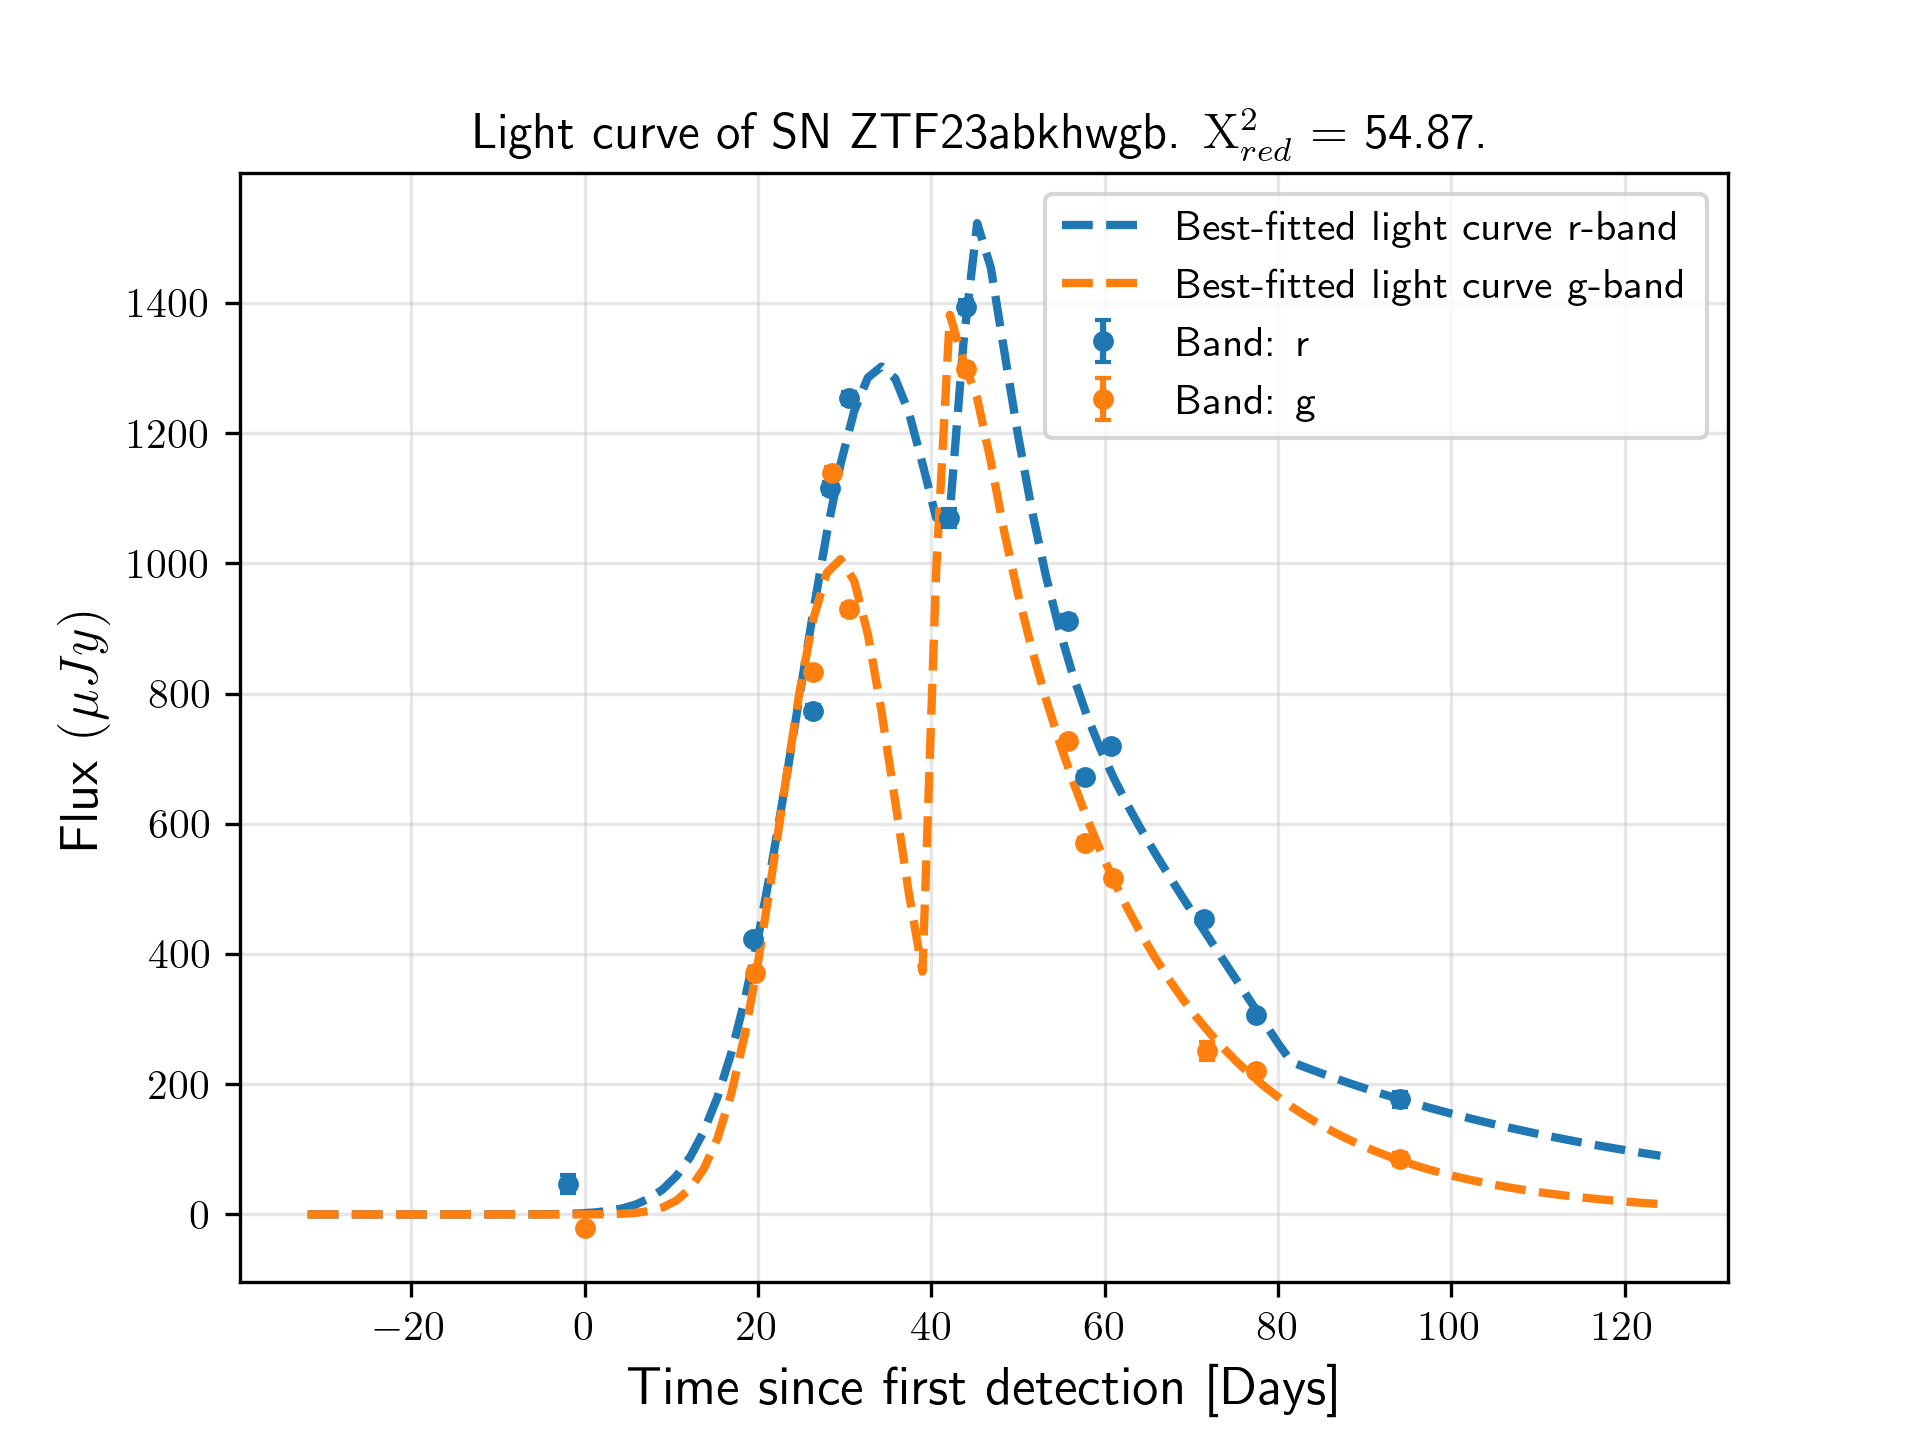 Light curve of SN ZTF23abkhwgb. X²_red = 54.87.
Best-fitted light curve r-band
Best-fitted light curve g-band
Band: r
Band: g
1400
1200
1000
800
600
400
200
0
Flux (μJy)
−20 0 20 40 60 80 100 120
Time since first detection [Days]